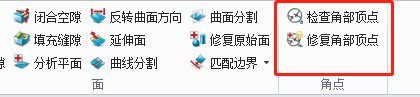 闭合空隙 反转曲面方向 曲面分割 检查角部顶点
填充缝隙 延伸面 修复原始面 修复角部顶点
分析平面 曲线分割 匹配边界
面 角点